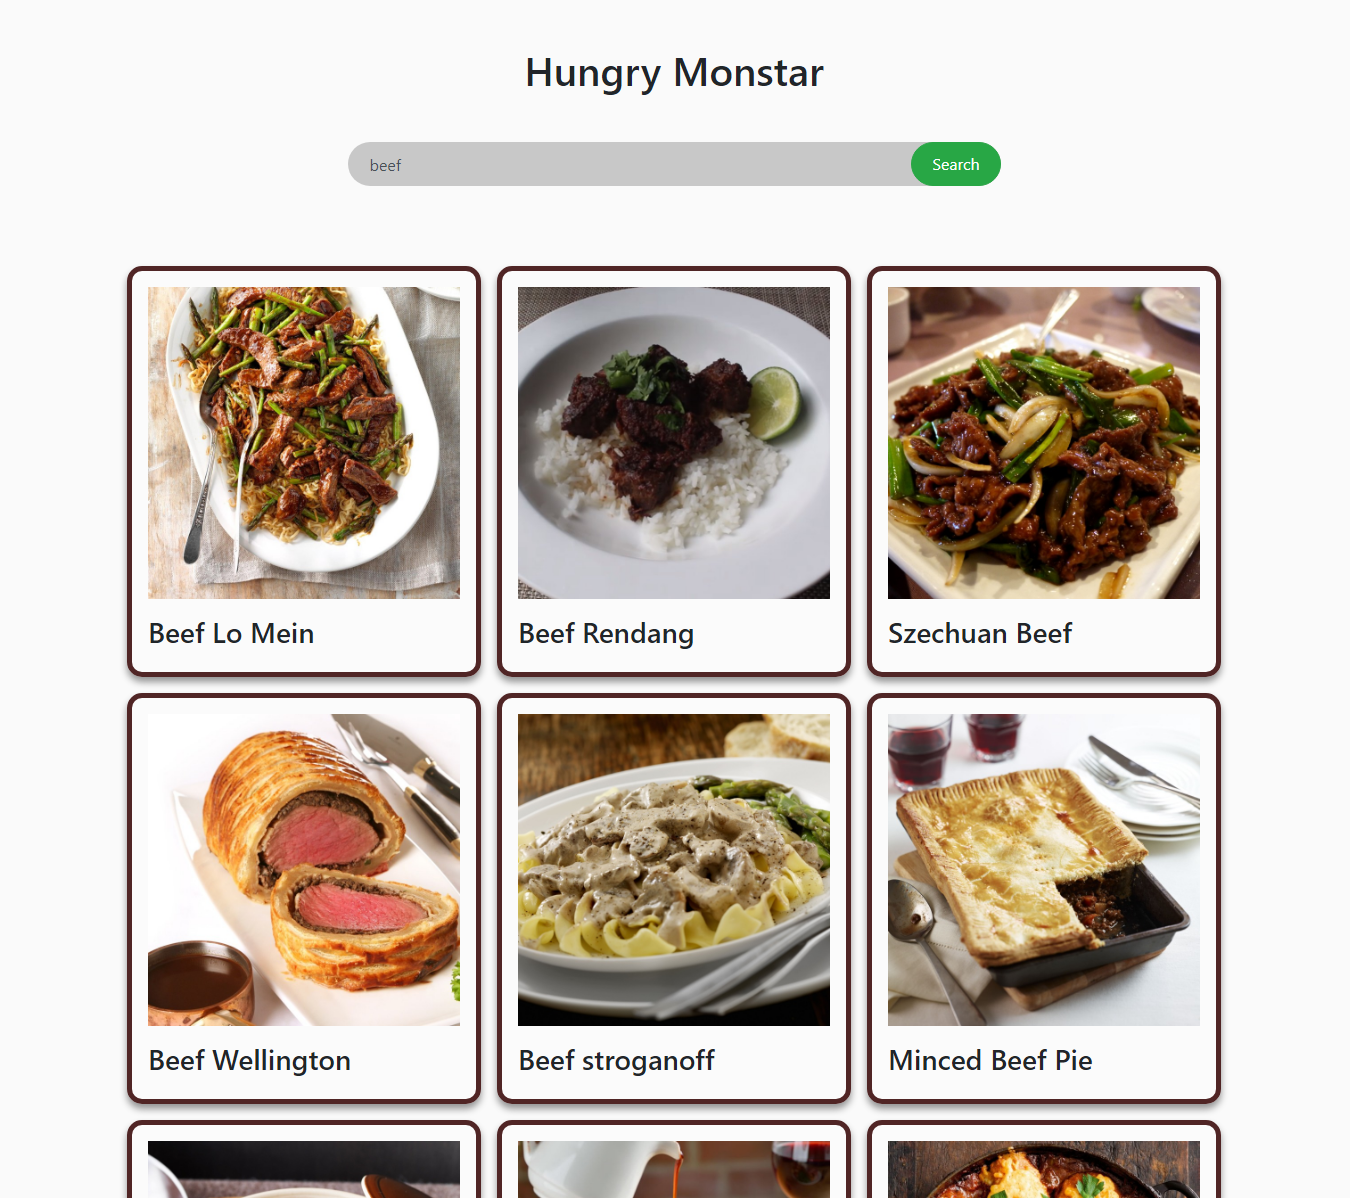 Hungry Monstar
beef
Search
Beef Lo Mein
Beef Rendang
Szechuan Beef
Beef Wellington
Beef stroganoff
Minced Beef Pie